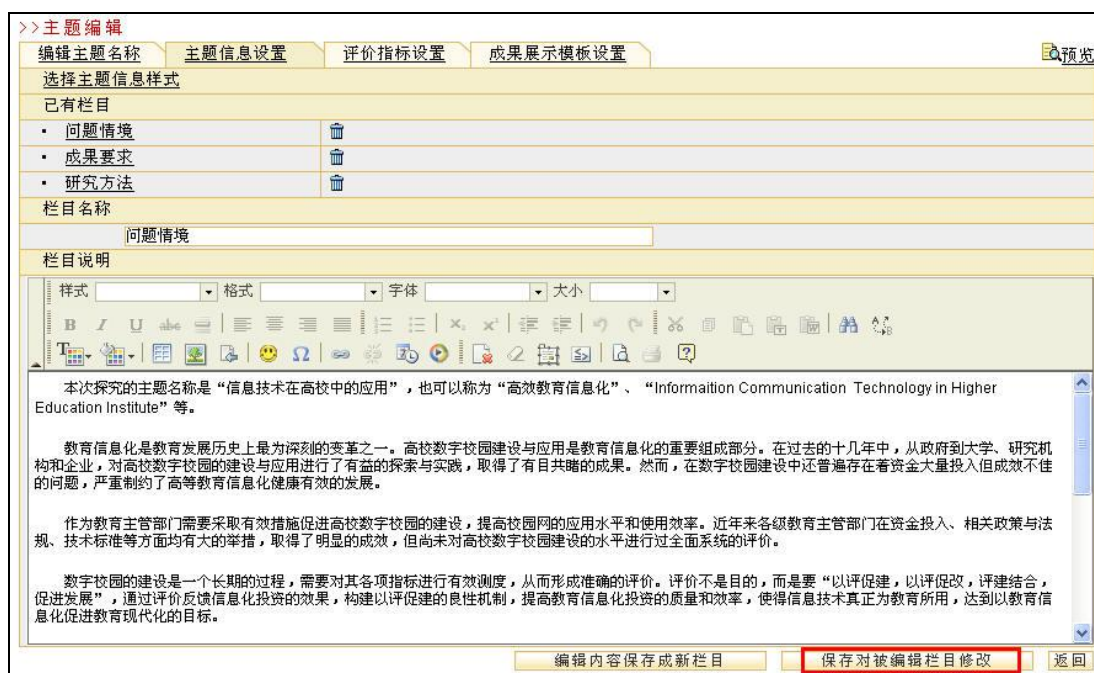 >>主题编辑
编辑主题名称 主题信息设置 评价指标设置 成果展示模板设置 预览
选择主题信息样式
已有栏目
· 问题情境
· 成果要求
· 研究方法
栏目名称
问题情境
栏目说明
样式 格式 字体 大小
本次探究的主题名称是“信息技术在高校中的应用”，也可以称为“高效教育信息化”、“Informaition Communication Technology in Higher
Education Institute”等。
教育信息化是教育发展历史上最为深刻的变革之一。高校数字校园建设与应用是教育信息化的重要组成部分。在过去的十几年中，从政府到大学、研究机
构和企业，对高校数字校园的建设与应用进行了有益的探索与实践，取得了有目共睹的成果。然而，在数字校园建设中还普遍存在着资金大量投入但成效不佳
的问题，严重制约了高等教育信息化健康有效的发展。
作为教育主管部门需要采取有效措施促进高校数字校园的建设，提高校园网的应用水平和使用效率。近年来各级教育主管部门在资金投入、相关政策与法
规、技术标准等方面均有大的举措，取得了明显的成效，但尚未对高校数字校园建设的水平进行过全面系统的评价。
数字校园的建设是一个长期的过程，需要对其各项指标进行有效测度，从而形成准确的评价。评价不是目的，而是要“以评促建，以评促改，评建结合，
促进发展”，通过评价反馈信息化投资的效果，构建以评促建的良性机制，提高教育信息化投资的质量和效率，使得信息技术真正为教育所用，达到以教育信
息化促进教育现代化的目标。
编辑内容保存成新栏目 保存对被编辑栏目修改 返回